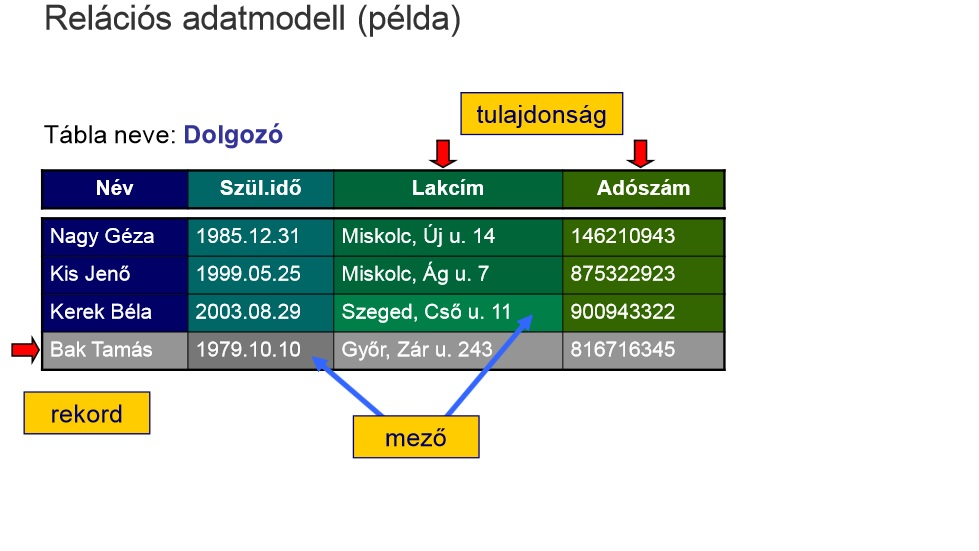 Relációs adatmodell (példa)
tulajdonság
Tábla neve: Dolgozó
Név Szül.idő Lakcím Adószám
Nagy Géza 1985.12.31 Miskolc, Új u. 14 146210943
Kis Jenő 1999.05.25 Miskolc, Ág u. 7 875322923
Kerek Béla 2003.08.29 Szeged, Cső u. 11 900943322
Bak Tamás 1979.10.10 Győr, Zár u. 243 816716345
rekord
mező